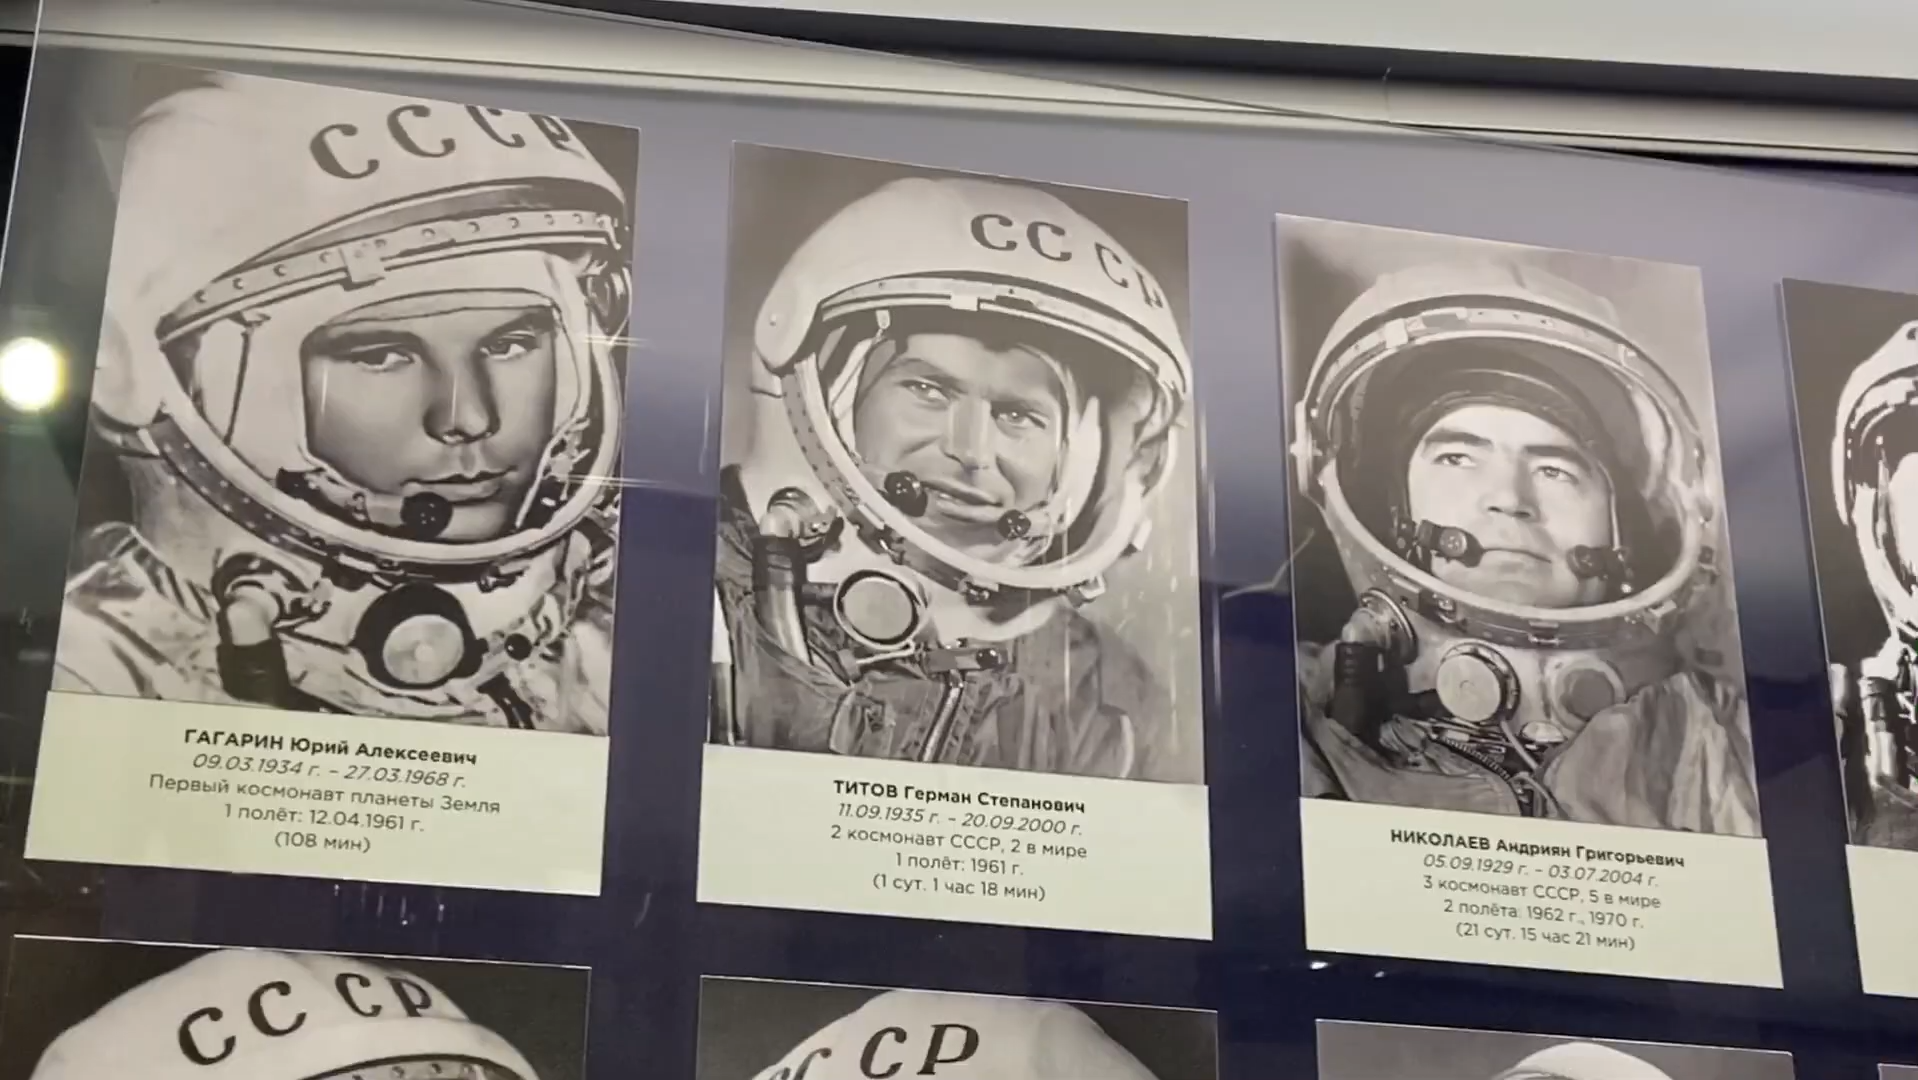 СССР
СССР
ГАГАРИН Юрий Алексеевич
09.03.1934 г. – 27.03.1968 г.
Первый космонавт планеты Земля
1 полёт: 12.04.1961 г.
(108 мин)
ТИТОВ Герман Степанович
11.09.1935 г. – 20.09.2000 г.
2 космонавт СССР, 2 в мире
1 полёт: 1961 г.
(1 сут. 1 час 18 мин)
НИКОЛАЕВ Андриян Григорьевич
05.09.1929 г. – 03.07.2004 г.
3 космонавт СССР, 5 в мире
2 полёта: 1962 г., 1970 г.
(21 сут. 15 час 21 мин)
СССР
ССР